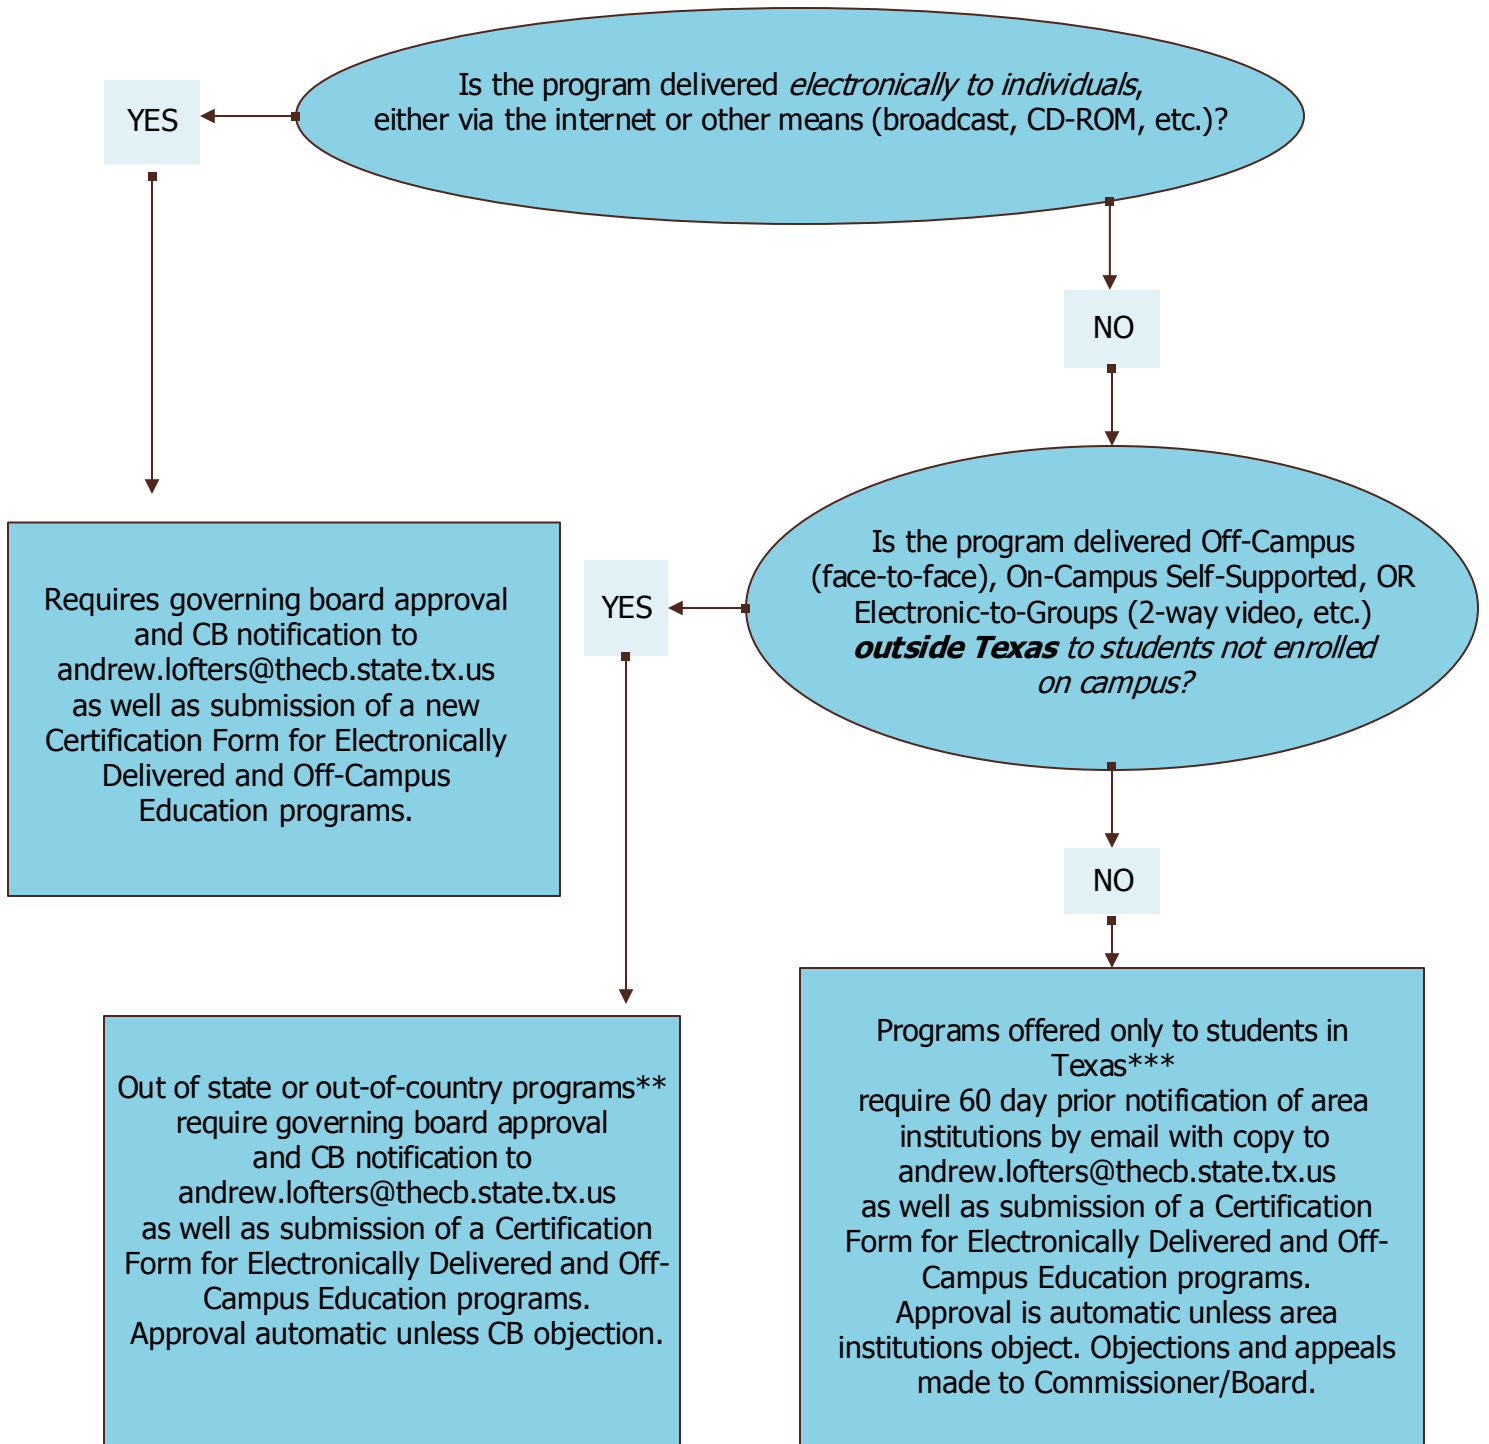 Is the program delivered electronically to individuals,
either via the internet or other means (broadcast, CD-ROM, etc.)?
YES
NO
Is the program delivered Off-Campus
(face-to-face), On-Campus Self-Supported, OR
Electronic-to-Groups (2-way video, etc.)
outside Texas to students not enrolled
on campus?
YES
Requires governing board approval
and CB notification to
andrew.lofters@thecb.state.tx.us
as well as submission of a new
Certification Form for Electronically
Delivered and Off-Campus
Education programs.
NO
Out of state or out-of-country programs**
require governing board approval
and CB notification to
andrew.lofters@thecb.state.tx.us
as well as submission of a Certification
Form for Electronically Delivered and Off-
Campus Education programs.
Approval automatic unless CB objection.
Programs offered only to students in
Texas***
require 60 day prior notification of area
institutions by email with copy to
andrew.lofters@thecb.state.tx.us
as well as submission of a Certification
Form for Electronically Delivered and Off-
Campus Education programs.
Approval is automatic unless area
institutions object. Objections and appeals
made to Commissioner/Board.